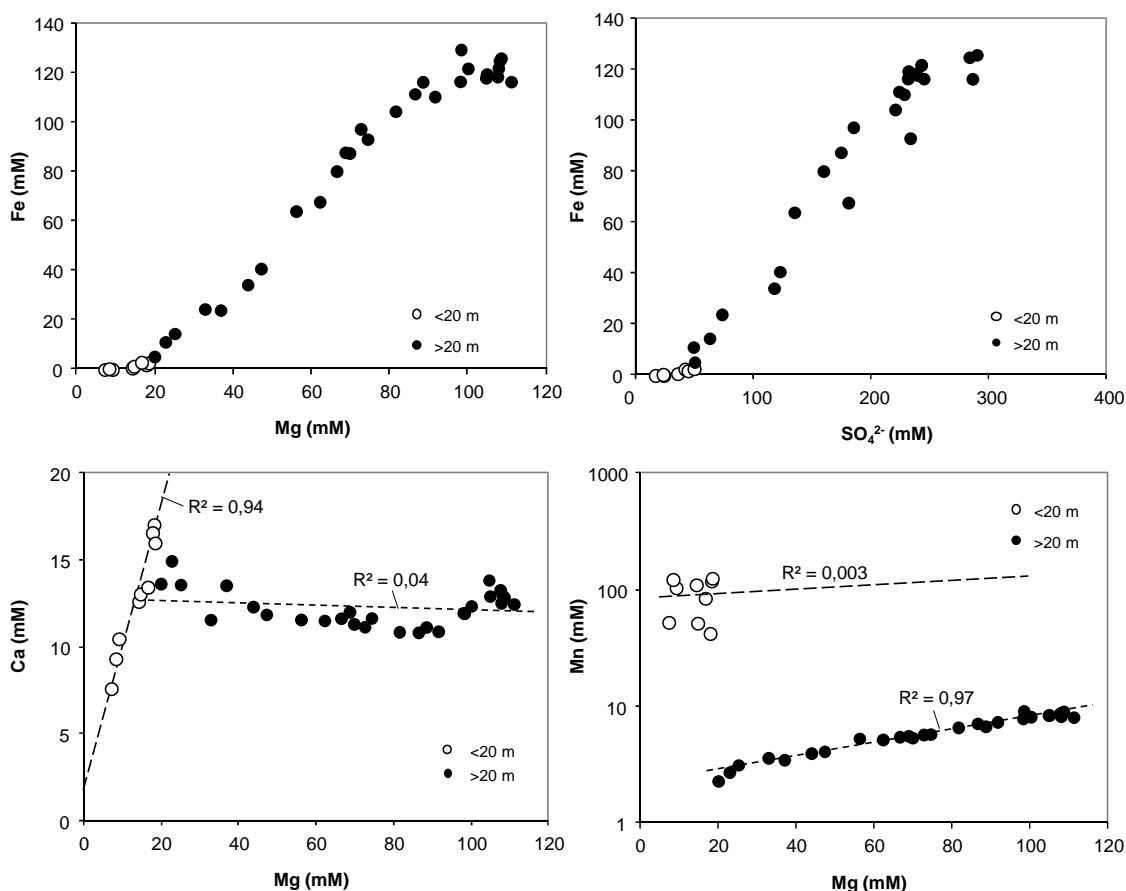 140
120
100
80
60
40
20
0
Fe (mM)
0 20 40 60 80 100 120
Mg (mM)
<20 m
>20 m
140
120
100
80
60
40
20
0
Fe (mM)
0 100 200 300 400
SO₄²⁻ (mM)
<20 m
>20 m
20
15
10
5
0
Ca (mM)
R² = 0,94
R² = 0,04
<20 m
>20 m
0 20 40 60 80 100 120
Mg (mM)
1000
100
10
1
Mn (mM)
<20 m
>20 m
R² = 0,003
R² = 0,97
0 20 40 60 80 100 120
Mg (mM)